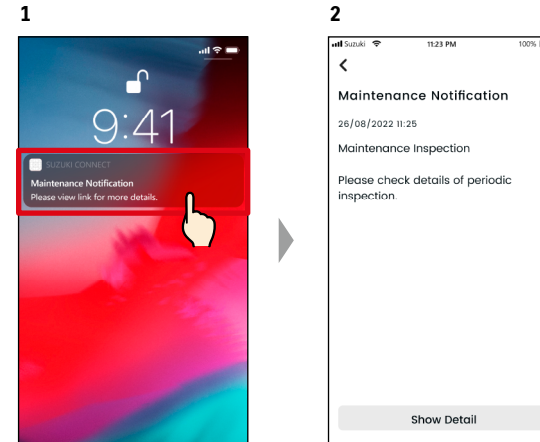 1
9:41
SUZUKI CONNECT
Maintenance Notification
Please view link for more details.
2
Suzuki 11:23 PM 100%
Maintenance Notification
26/08/2022 11:25
Maintenance Inspection
Please check details of periodic
inspection.
Show Detail